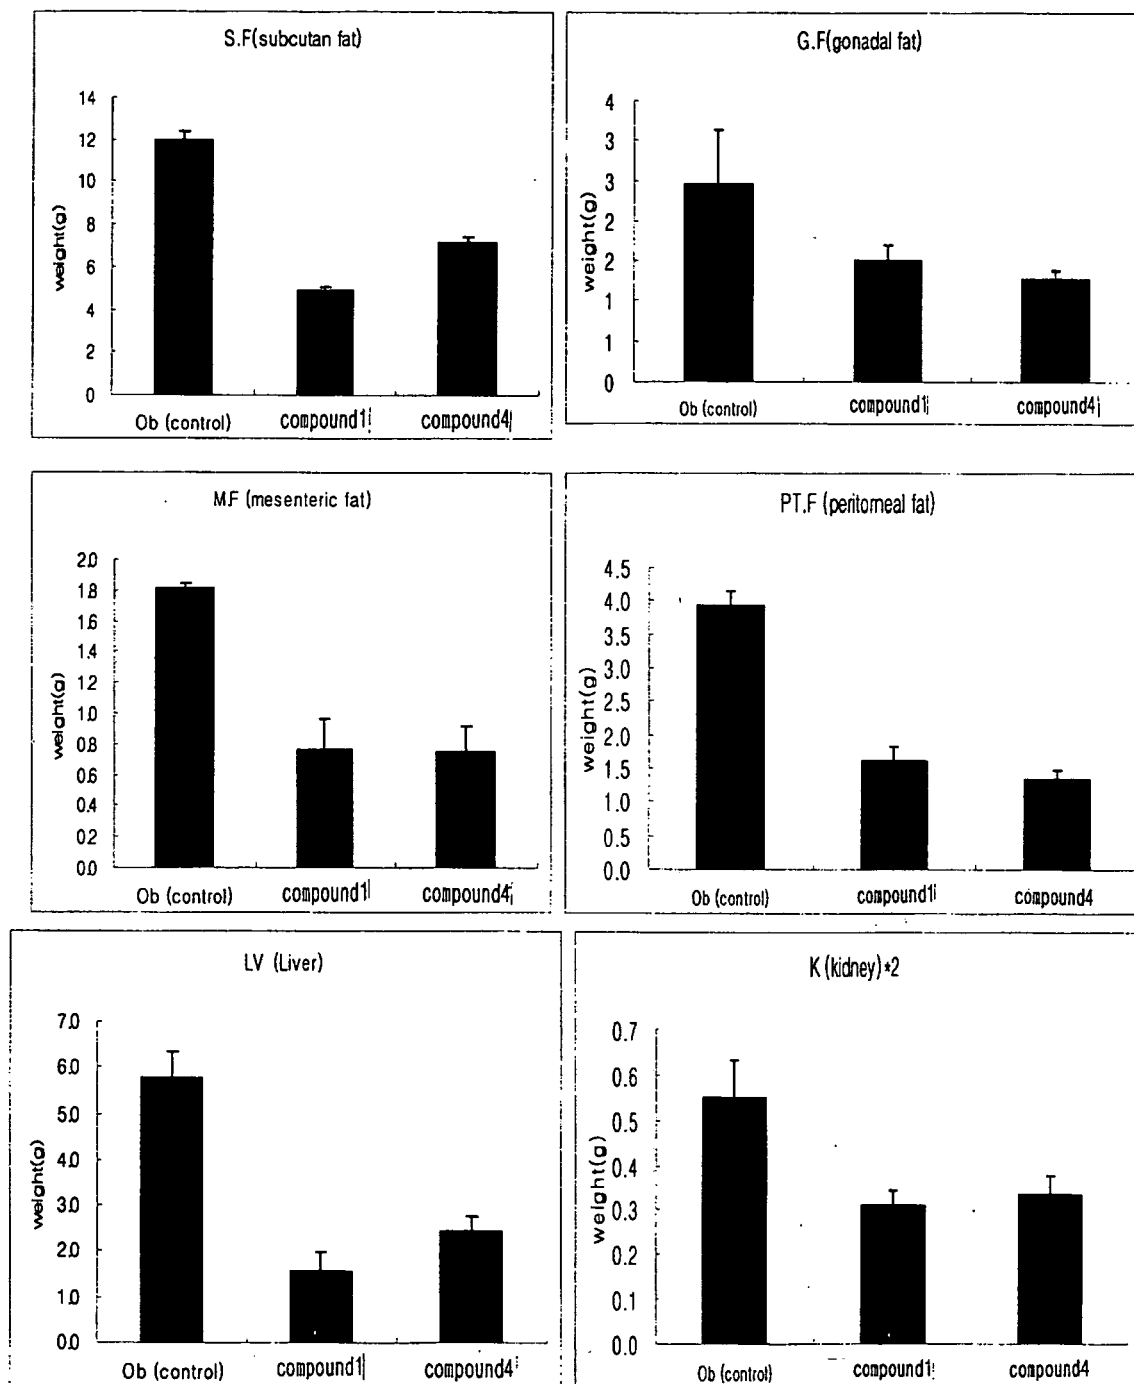 S.F(subcutan fat)
weight(g)
14
12
10
8
6
4
2
0
Ob (control)
compound1
compound4
G.F(gonadal fat)
weight(g)
4
3
3
2
2
1
1
0
Ob (control)
compound1
compound4
M.F (mesenteric fat)
weight(g)
2.0
1.8
1.6
1.4
1.2
1.0
0.8
0.6
0.4
0.2
0.0
Ob (control)
compound1
compound4
PT.F (peritorneal fat)
weight(g)
4.5
4.0
3.5
3.0
2.5
2.0
1.5
1.0
0.5
0.0
Ob (control)
compound1
compound4
LV (Liver)
weight(g)
7.0
6.0
5.0
4.0
3.0
2.0
1.0
0.0
Ob (control)
compound1
compound4
K (kidney)*2
weight(g)
0.7
0.6
0.5
0.4
0.3
0.2
0.1
0.0
Ob (control)
compound1
compound4